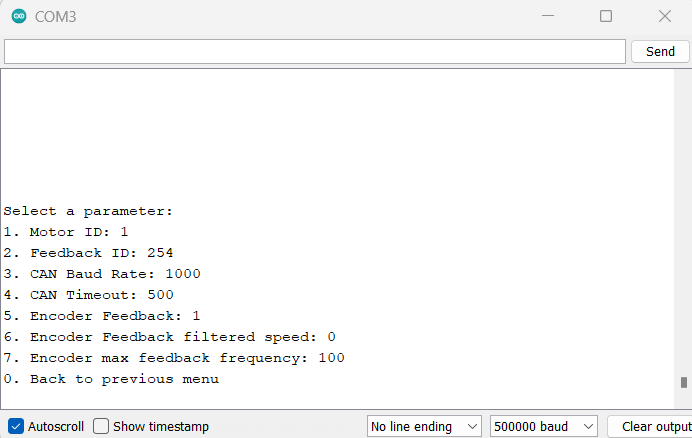 COM3
Send
Select a parameter:
1. Motor ID: 1
2. Feedback ID: 254
3. CAN Baud Rate: 1000
4. CAN Timeout: 500
5. Encoder Feedback: 1
6. Encoder Feedback filtered speed: 0
7. Encoder max feedback frequency: 100
0. Back to previous menu
Autoscroll Show timestamp No line ending 500000 baud Clear output